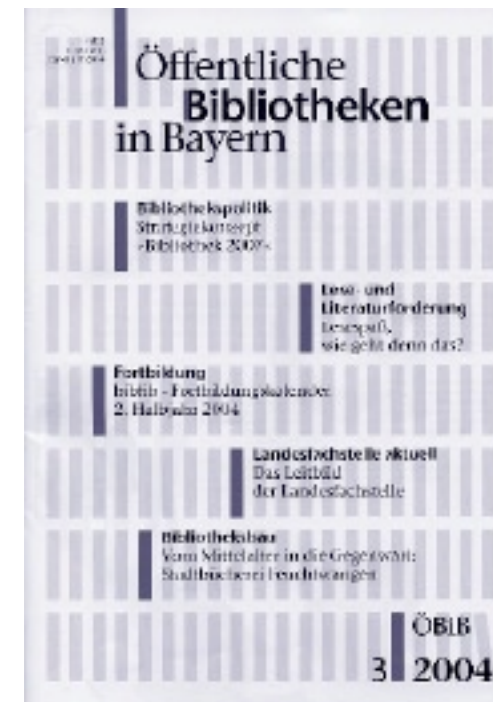 Öffentliche
Bibliotheken
in Bayern
Bibliothekspolitik
Strategiekonzept
»Bibliothek 2007«
Lese- und
Literaturförderung
Lesespaß,
wie geht denn das?
Fortbildung
bibfib - Fortbildungskalender
2. Halbjahr 2004
Landesfachstelle aktuell
Das Leitbild
der Landesfachstelle
Bibliotheksbau
Vom Mittelalter in die Gegenwart:
Stadtbücherei Feuchtwangen
ÖBiB
3 2004